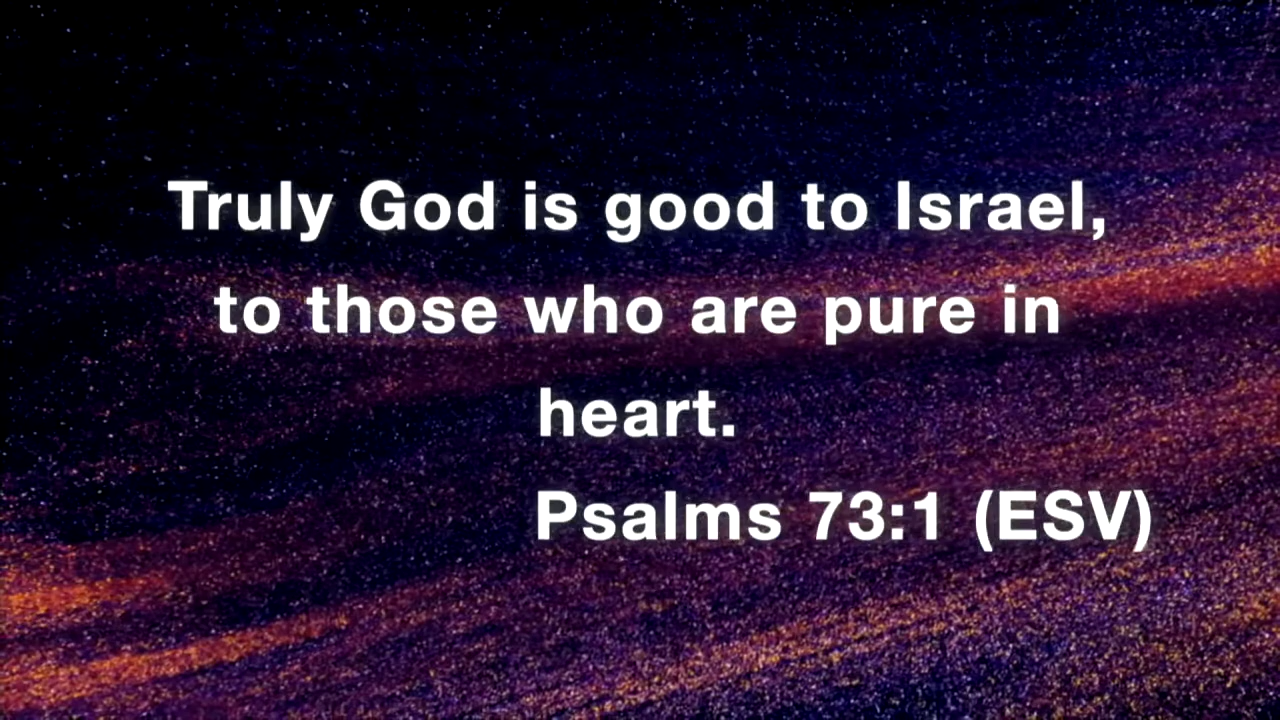 Truly God is good to Israel,
to those who are pure in
heart.
Psalms 73:1 (ESV)